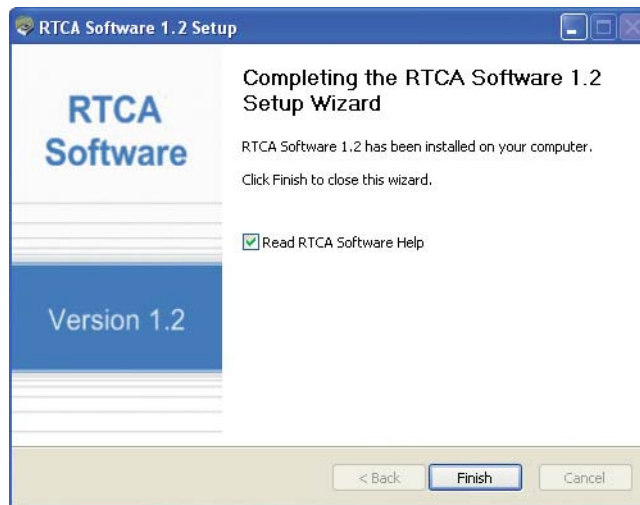 RTCA Software 1.2 Setup
RTCA
Software
Version 1.2
Completing the RTCA Software 1.2
Setup Wizard
RTCA Software 1.2 has been installed on your computer.
Click Finish to close this wizard.
Read RTCA Software Help
< Back
Finish
Cancel